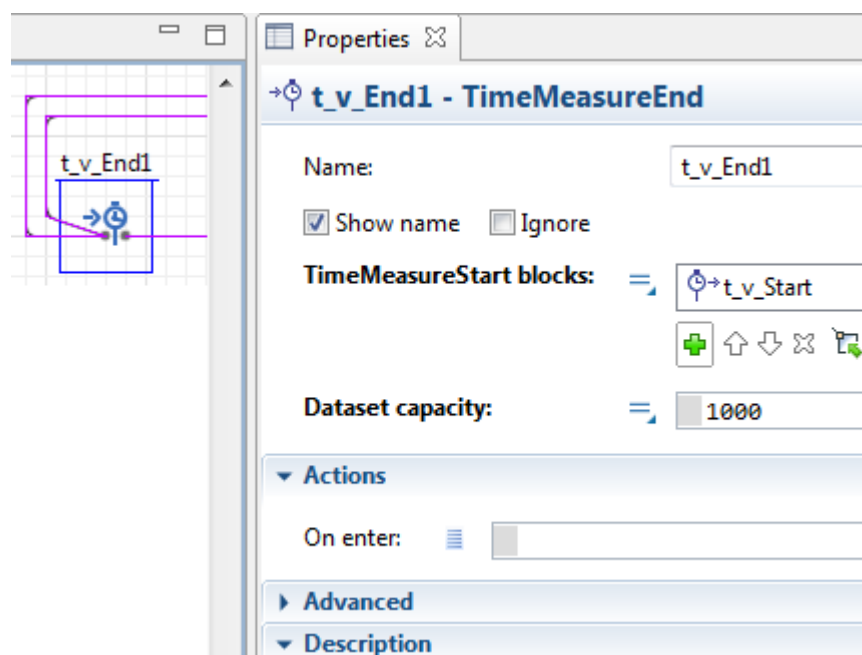 Properties
t_v_End1 - TimeMeasureEnd
t_v_End1
Name: t_v_End1
Show name Ignore
TimeMeasureStart blocks: t_v_Start
Dataset capacity: 1000
Actions
On enter:
Advanced
Description